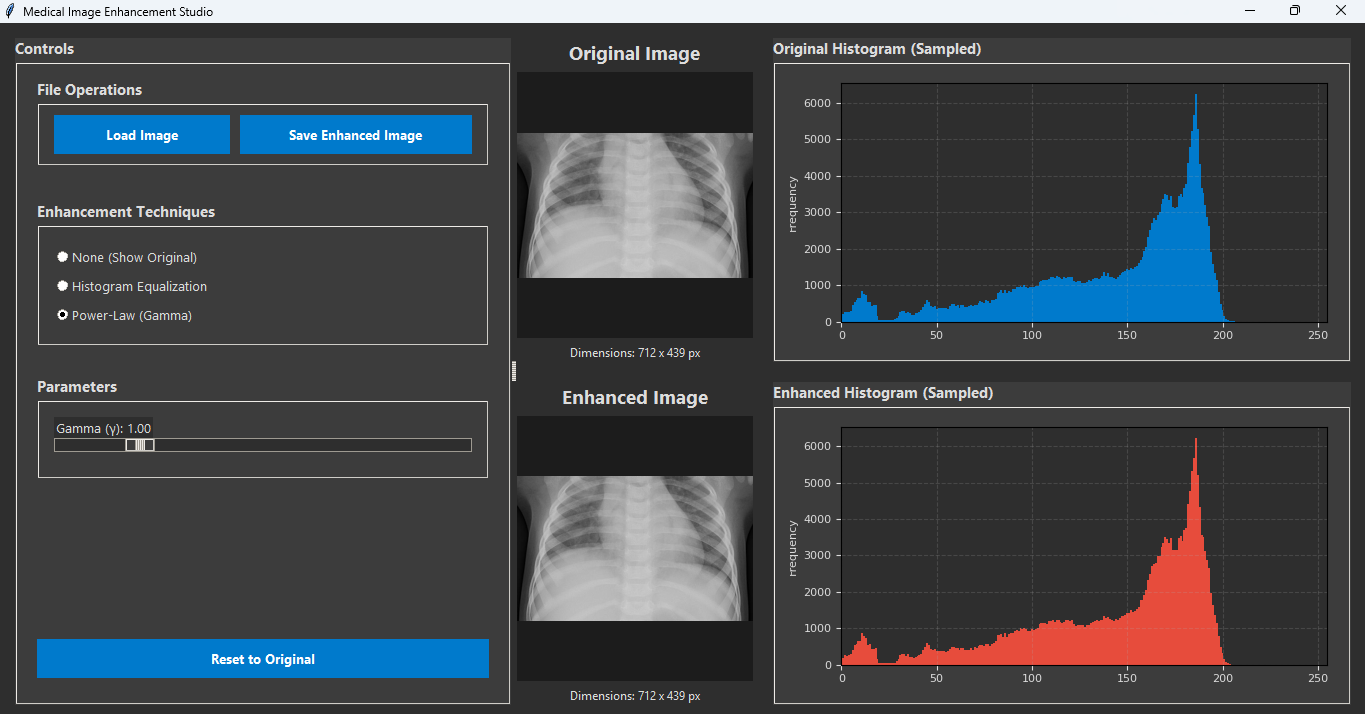 Medical Image Enhancement Studio
Controls
File Operations
Load Image
Save Enhanced Image
Enhancement Techniques
None (Show Original)
Histogram Equalization
Power-Law (Gamma)
Parameters
Gamma (γ): 1.00
Reset to Original
Original Image
Dimensions: 712 x 439 px
Enhanced Image
Dimensions: 712 x 439 px
Original Histogram (Sampled)
Frequency
6000
5000
4000
3000
2000
1000
0
0 50 100 150 200 250
Enhanced Histogram (Sampled)
Frequency
6000
5000
4000
3000
2000
1000
0
0 50 100 150 200 250